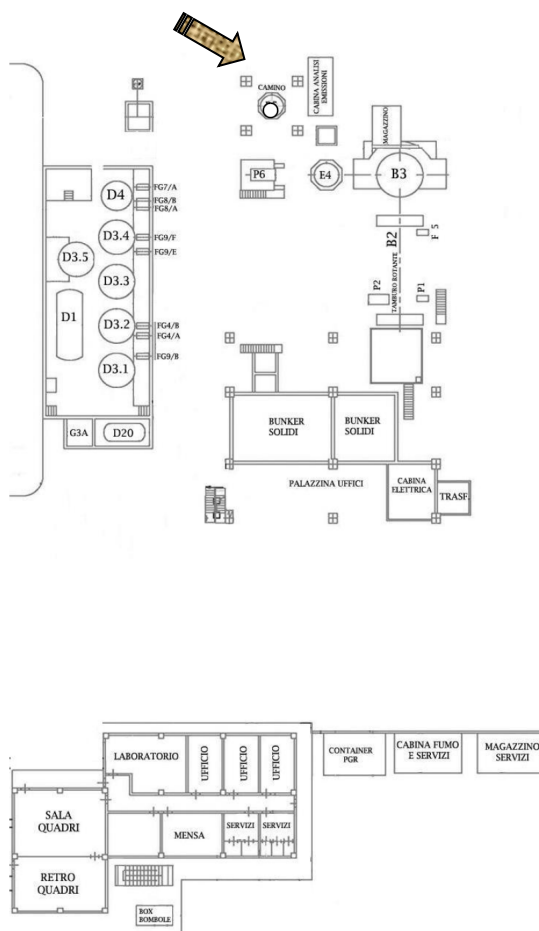 CAMINO
CABINA ANALISI
EMISSIONI
MAGAZZINO
P6
E4
B3
D4
FG7/A
FG8/B
FG8/A
D3.4
FG9/F
FG9/E
D3.5
D3.3
D1
D3.2
FG4/B
FG4/A
D3.1
FG9/B
G3A
D20
B2
F 5
TAMBURO ROTANTE
P2
P1
BUNKER
SOLIDI
BUNKER
SOLIDI
PALAZZINA UFFICI
CABINA
ELETTRICA
TRASF.
LABORATORIO
UFFICIO
UFFICIO
UFFICIO
CONTAINER
PGR
CABINA FUMO
E SERVIZI
MAGAZZINO
SERVIZI
SALA
QUADRI
MENSA
SERVIZI
SERVIZI
RETRO
QUADRI
BOX
BOMBOLE